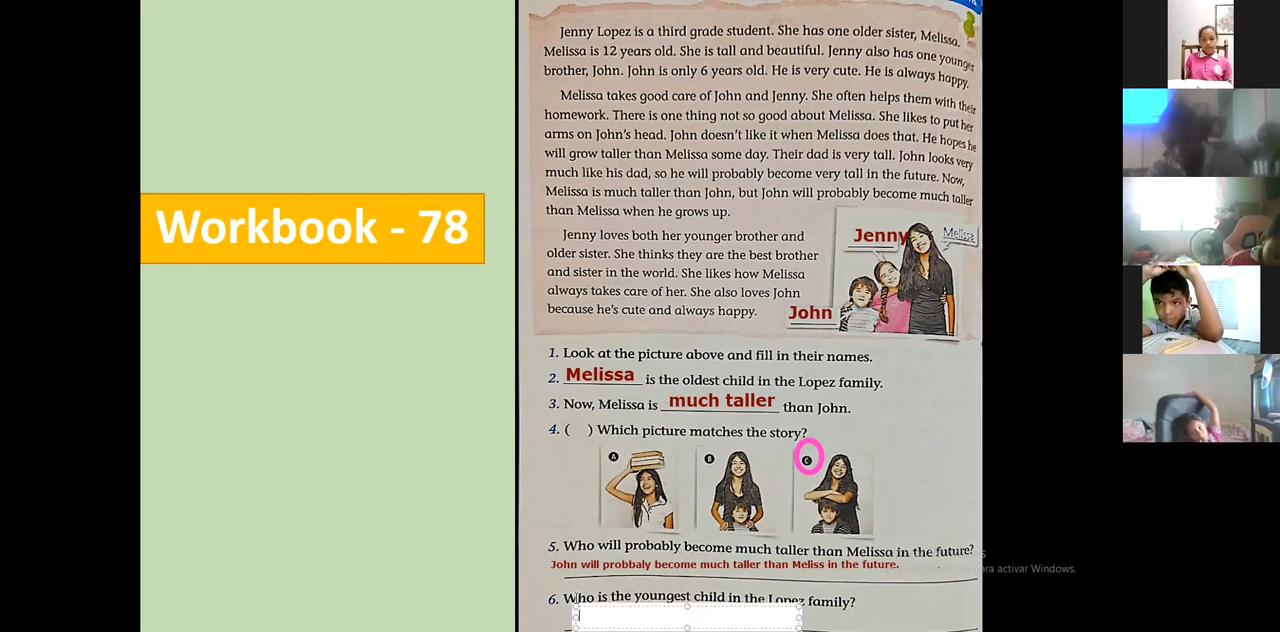 Workbook - 78
Jenny Lopez is a third grade student. She has one older sister, Melissa.
Melissa is 12 years old. She is tall and beautiful. Jenny also has one younger
brother, John. John is only 6 years old. He is very cute. He is always happy.
Melissa takes good care of John and Jenny. She often helps them with their
homework. There is one thing not so good about Melissa. She likes to put her
arms on John's head. John doesn't like it when Melissa does that. He hopes he
will grow taller than Melissa some day. Their dad is very tall. John looks very
much like his dad, so he will probably become very tall in the future. Now,
Melissa is much taller than John, but John will probably become much taller
than Melissa when he grows up.
Jenny loves both her younger brother and
older sister. She thinks they are the best brother
and sister in the world. She likes how Melissa
always takes care of her. She also loves John
because he's cute and always happy.
Jenny
Melissa
John
1. Look at the picture above and fill in their names.
2. Melissa is the oldest child in the Lopez family.
3. Now, Melissa is much taller than John.
4. ( ) Which picture matches the story?
A
B
C
5. Who will probably become much taller than Melissa in the future?
John will probbaly become much taller than Meliss in the future.
ara activar Windows.
6. Who is the youngest child in the Lopez family?